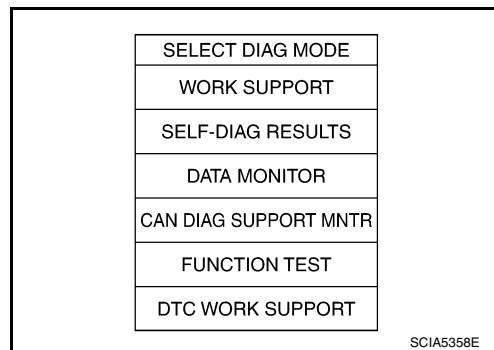 SELECT DIAG MODE
WORK SUPPORT
SELF-DIAG RESULTS
DATA MONITOR
CAN DIAG SUPPORT MNTR
FUNCTION TEST
DTC WORK SUPPORT
SCIA5358E